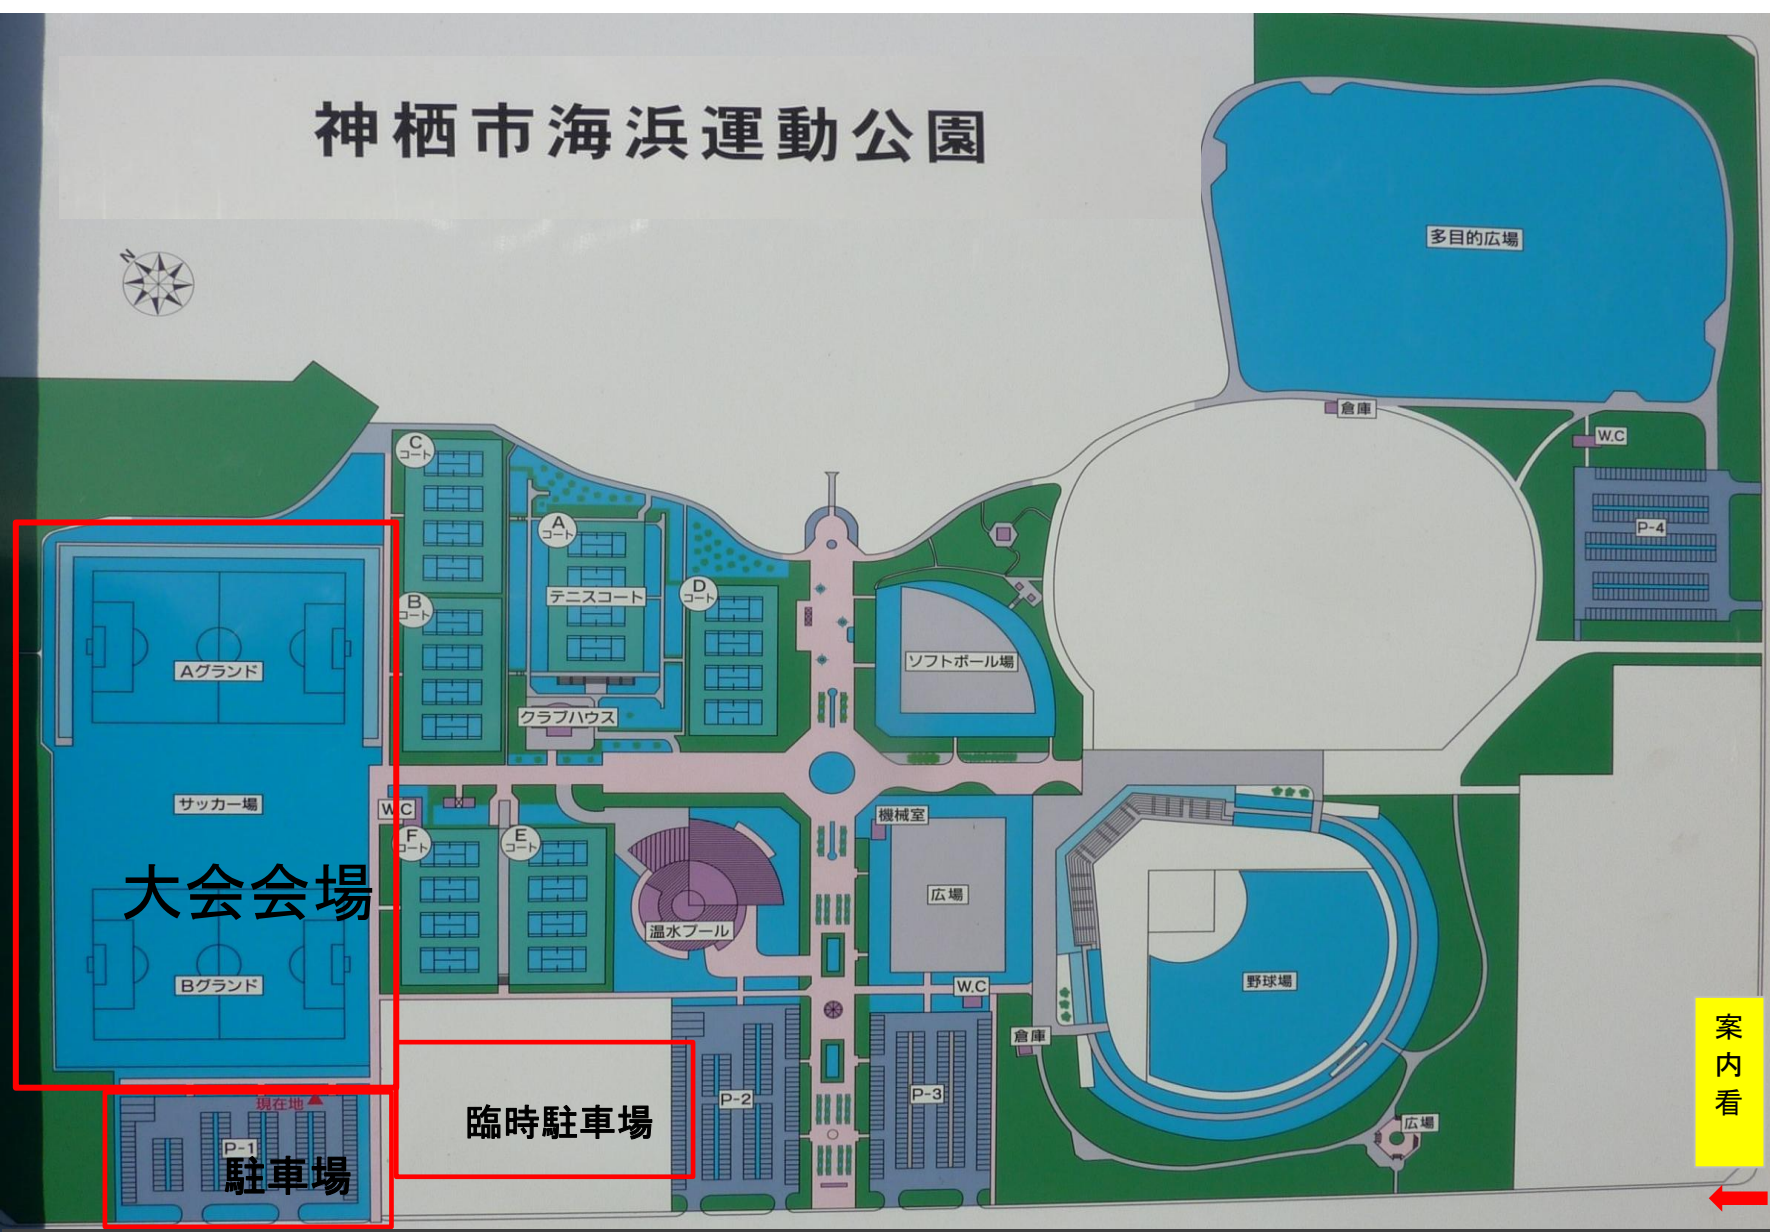 神栖市海浜運動公園
N
多目的広場
倉庫
W.C
P-4
C
コート
A
コート
テニスコート
B
コート
D
コート
Aグランド
ソフトボール場
クラブハウス
サッカー場
W.C
機械室
F
コート
E
コート
大会会場
広場
温水プール
Bグランド
野球場
W.C
倉庫
案内看
現在地
P-1
駐車場
臨時駐車場
P-2
P-3
広場